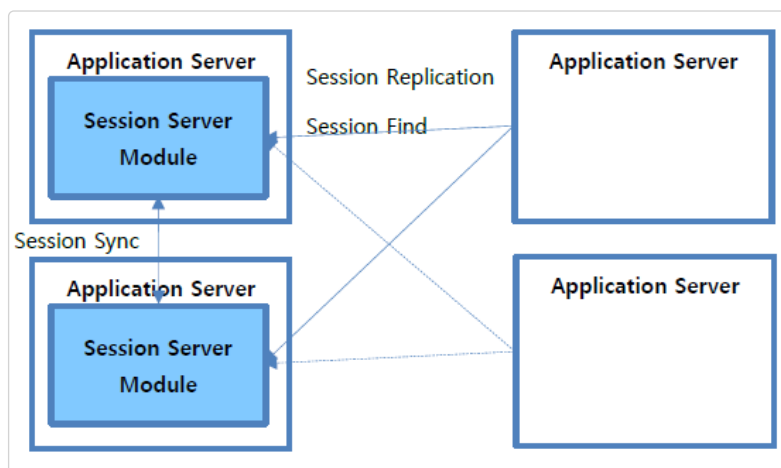 Application Server
Session Server
Module
Session Replication
Session Find
Application Server
Session Sync
Application Server
Session Server
Module
Application Server